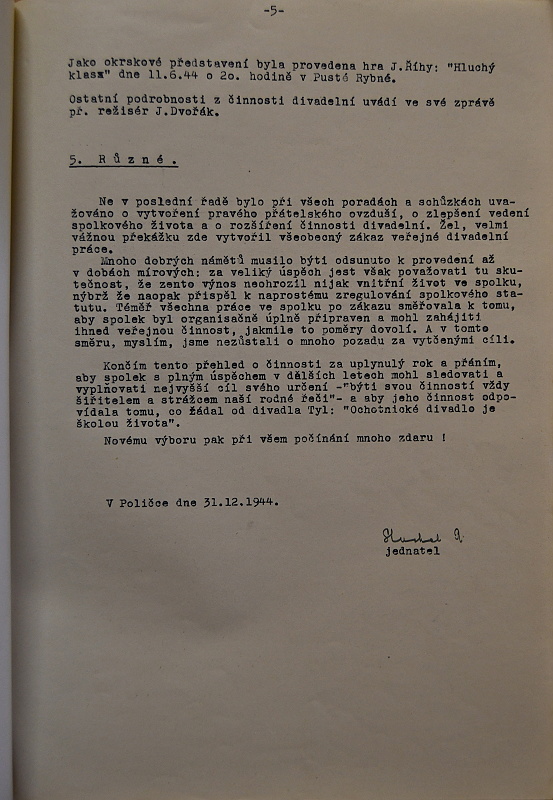 -5-
Jako okrskové představení byla provedena hra J.Říhy: "Hluchý
klas" dne 11.6.44 o 2o. hodině v Pusté Rybné.
Ostatní podrobnosti z činnosti divadelní uvádí ve své zprávě
př. režisér J.Dvořák.
5. R ů z n é .
Ne v poslední řadě bylo při všech poradách a schůzkách uva-
žováno o vytvoření pravého přátelského ovzduší, o zlepšení vedení
spolkového života a o rozšíření činnosti divadelní. Žel, velmi
vážnou překážku zde vytvořil všeobecný zákaz veřejné divadelní
práce.
Mnoho dobrých námětů musilo býti odsunuto k provedení až
v dobách mírových; za veliký úspěch jest však považovati tu sku-
tečnost, že zento výnos neohrozil nijak vnitřní život ve spolku,
nýbrž že naopak přispěl k naprostému zregulování spolkového sta-
tutu. Téměř všechna práce ve spolku po zákazu směřovala k tomu,
aby spolek byl organisačně úplně připraven a mohl zahájiti
ihned veřejnou činnost, jakmile to poměry dovolí. A v tomto
směru, myslím, jsme nezůstali o mnoho pozadu za vytčenými cíli.
Končím tento přehled o činnosti za uplynulý rok a přáním,
aby spolek s plným úspěchem v dělších letech mohl sledovati a
vyplňovati nejvyšší cíl svého určení -"býti svou činností vždy
šiřitelem a strážcem naší rodné řeči"- a aby jeho činnost odpo-
vídala tomu, co žádal od divadla Tyl: "Ochotnické divadlo je
školou života".
Novému výboru pak při všem počínání mnoho zdaru !
V Poličce dne 31.12.1944.
jednatel